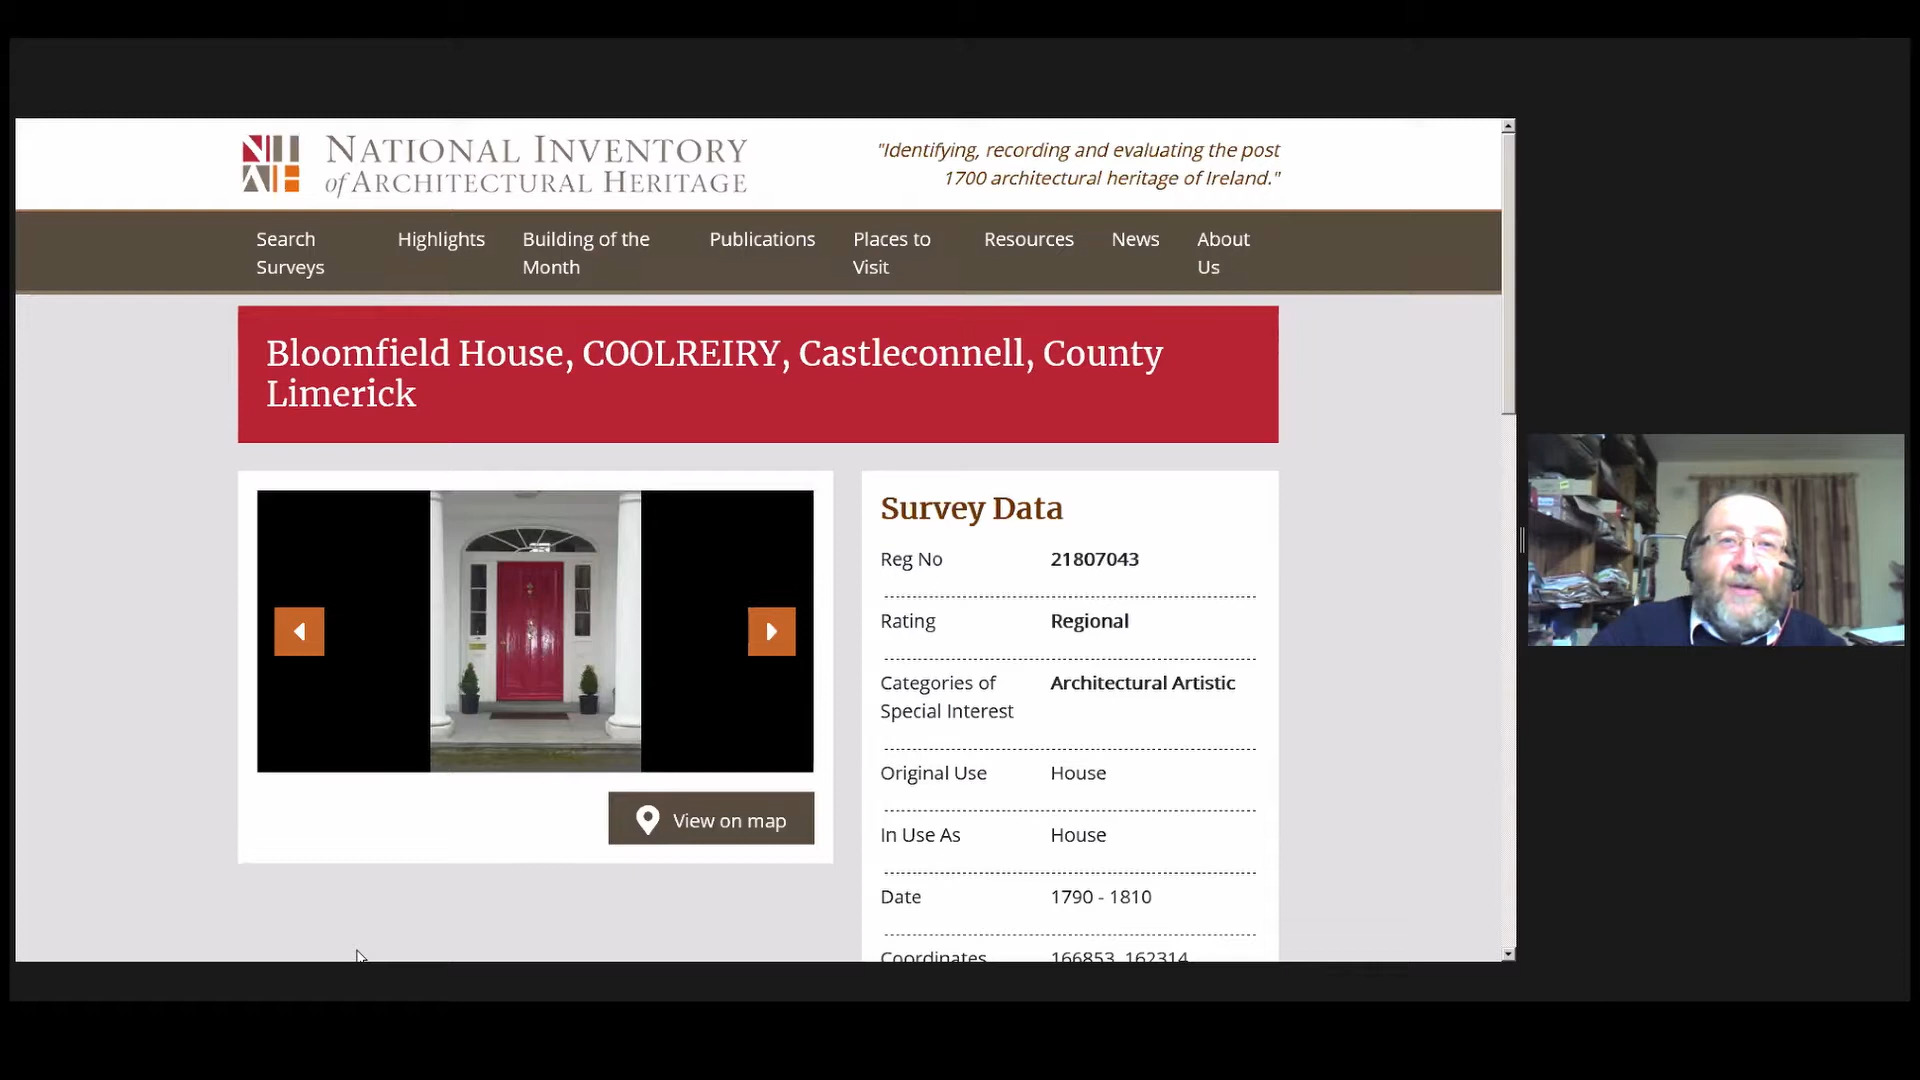 NATIONAL INVENTORY
of ARCHITECTURAL HERITAGE
"Identifying, recording and evaluating the post
1700 architectural heritage of Ireland."
Search
Surveys
Highlights
Building of the
Month
Publications
Places to
Visit
Resources
News
About
Us
Bloomfield House, COOLREIRY, Castleconnell, County
Limerick
View on map
Survey Data
Reg No 21807043
Rating Regional
Categories of
Special Interest
Architectural Artistic
Original Use House
In Use As House
Date 1790 - 1810
Coordinates 166853, 162314